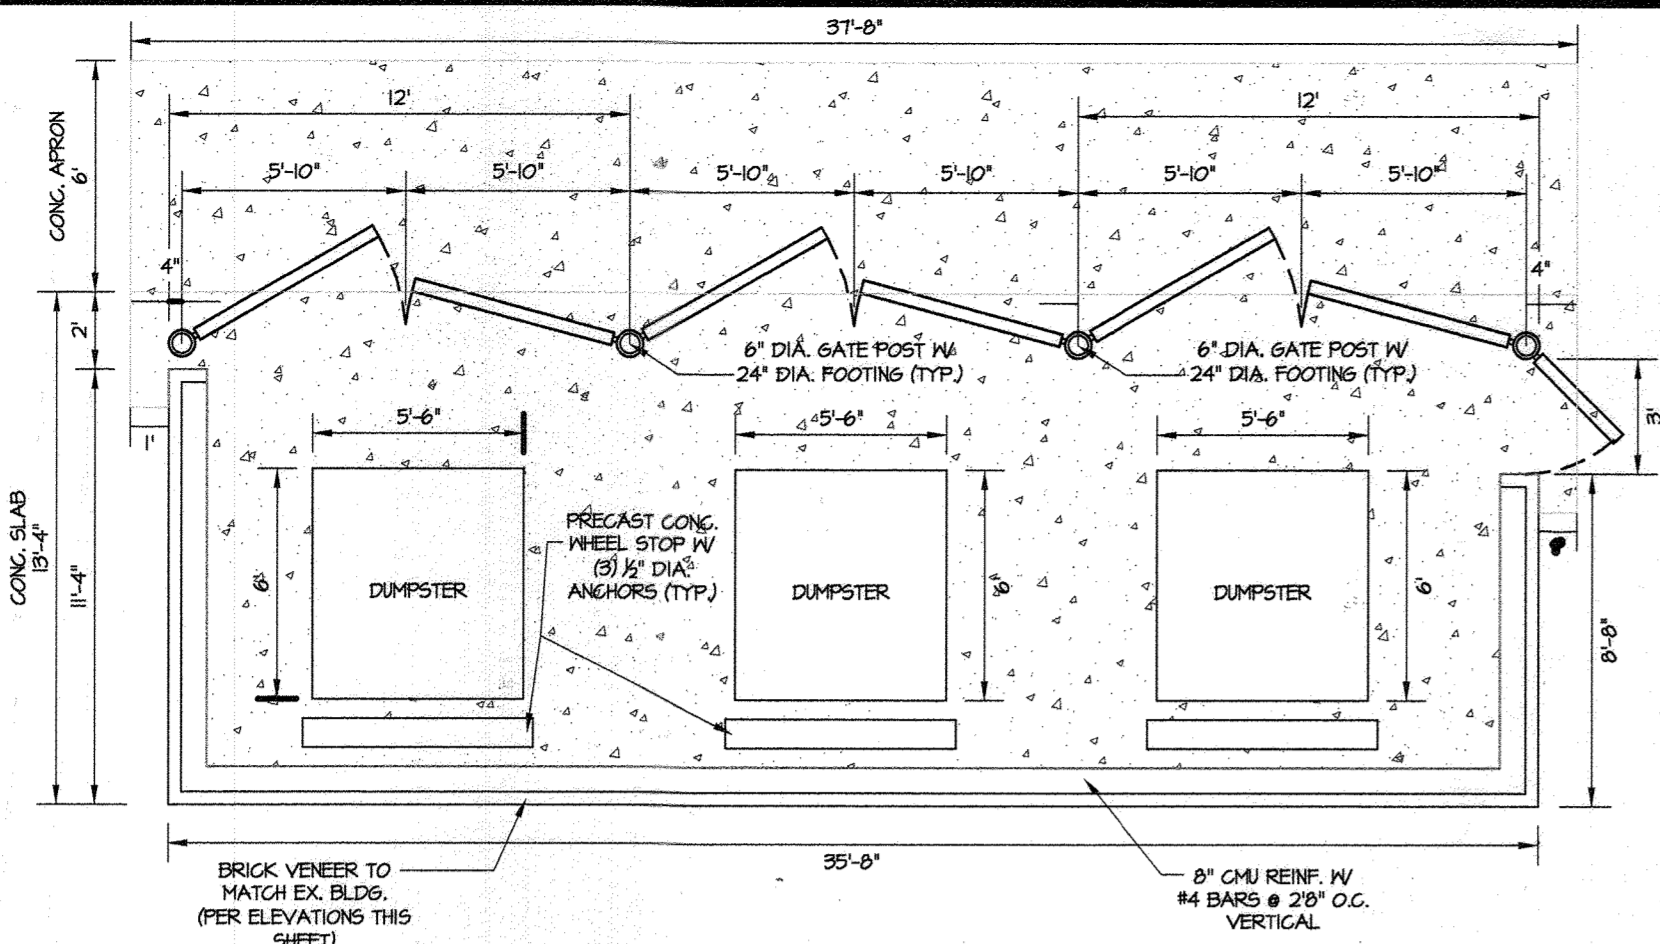 37'-8"
12'
12'
CONC. APRON
6'
5'-10"
5'-10"
5'-10"
5'-10"
5'-10"
5'-10"
4"
4"
2'
6" DIA. GATE POST W/
24" DIA. FOOTING (TYP.)
6" DIA. GATE POST W/
24" DIA. FOOTING (TYP.)
3'
1'
5'-6"
5'-6"
5'-6"
CONC. SLAB
13'-4"
11'-4"
PRECAST CONC.
WHEEL STOP W/
(3) 1/2" DIA.
ANCHORS (TYP.)
6'
DUMPSTER
DUMPSTER
6'
DUMPSTER
6'
8'-8"
35'-8"
BRICK VENEER TO
MATCH EX. BLDG.
(PER ELEVATIONS THIS
SHEET)
8" CMU REINF. W/
#4 BARS @ 2'8" O.C.
VERTICAL